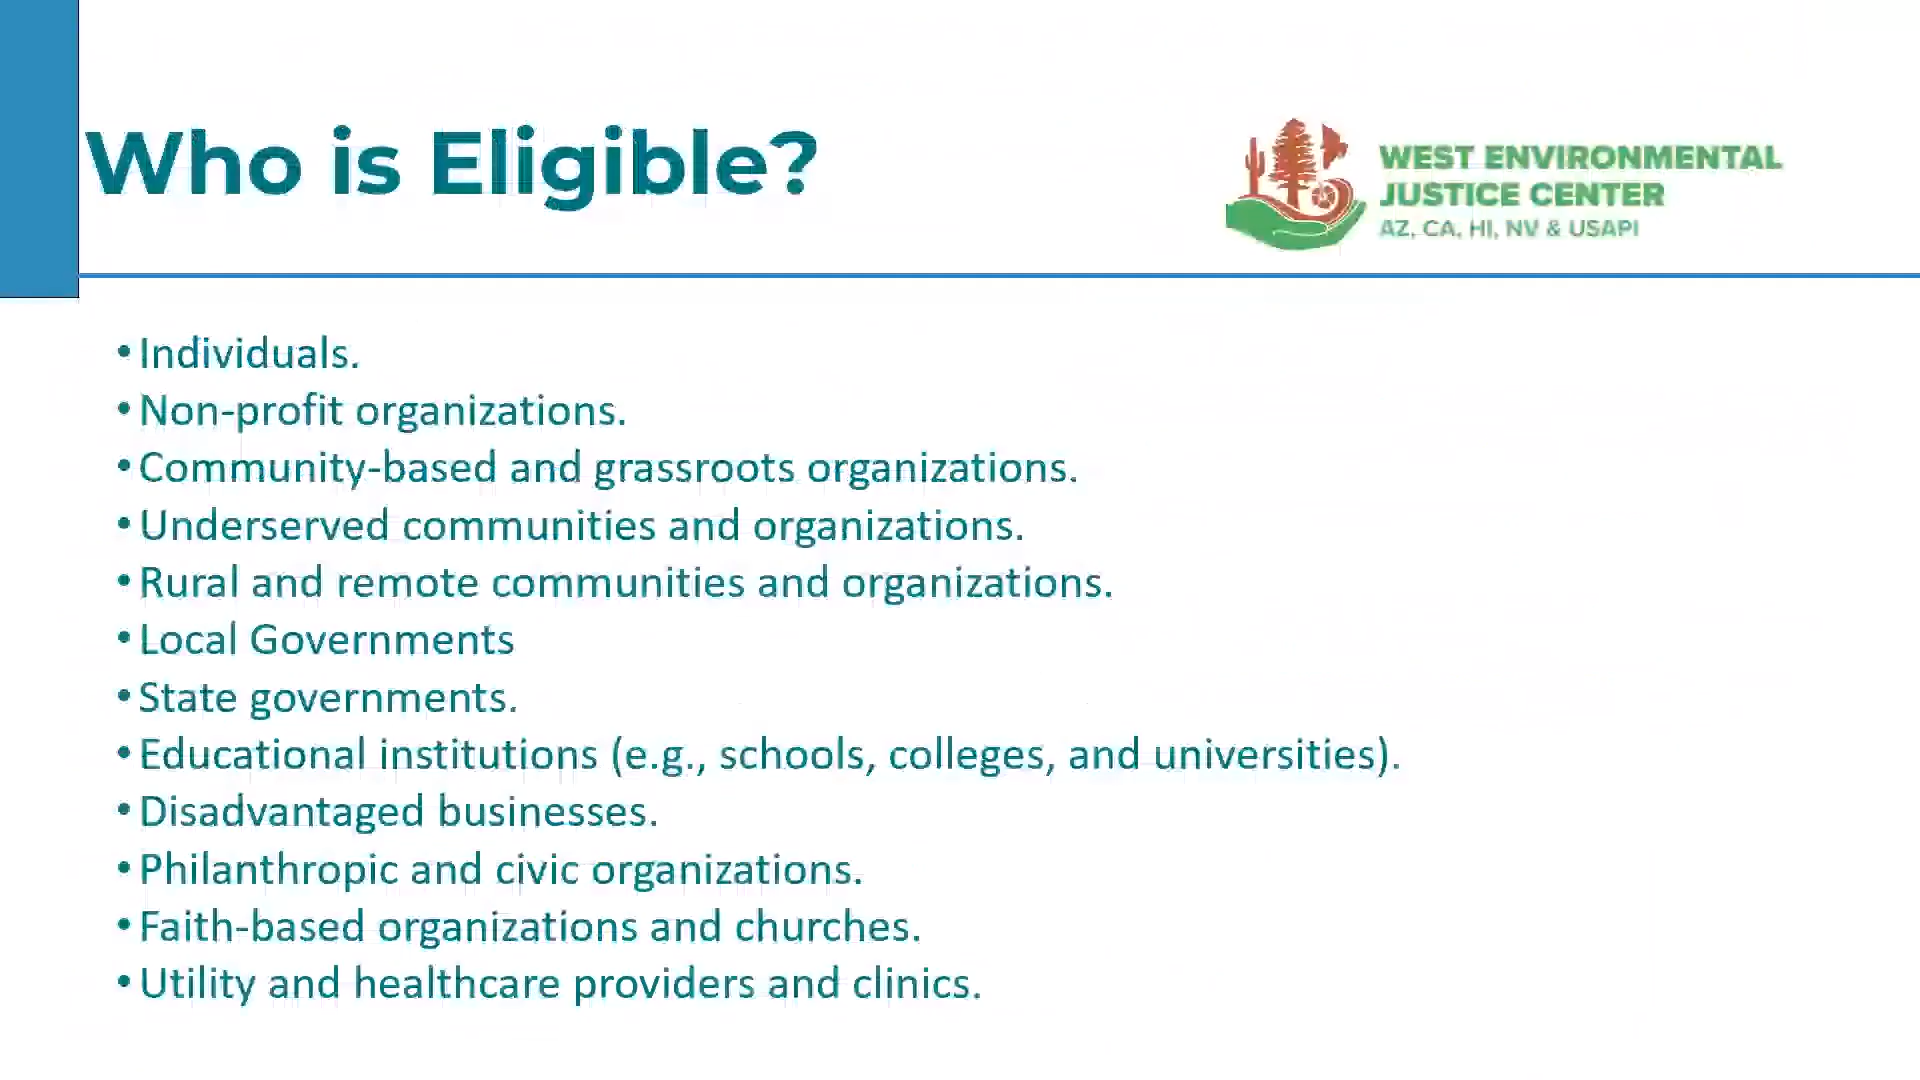 Who is Eligible?
WEST ENVIRONMENTAL
JUSTICE CENTER
AZ, CA, HI, NV & USAPI
•Individuals.
•Non-profit organizations.
•Community-based and grassroots organizations.
•Underserved communities and organizations.
•Rural and remote communities and organizations.
•Local Governments
•State governments.
•Educational institutions (e.g., schools, colleges, and universities).
•Disadvantaged businesses.
•Philanthropic and civic organizations.
•Faith-based organizations and churches.
•Utility and healthcare providers and clinics.